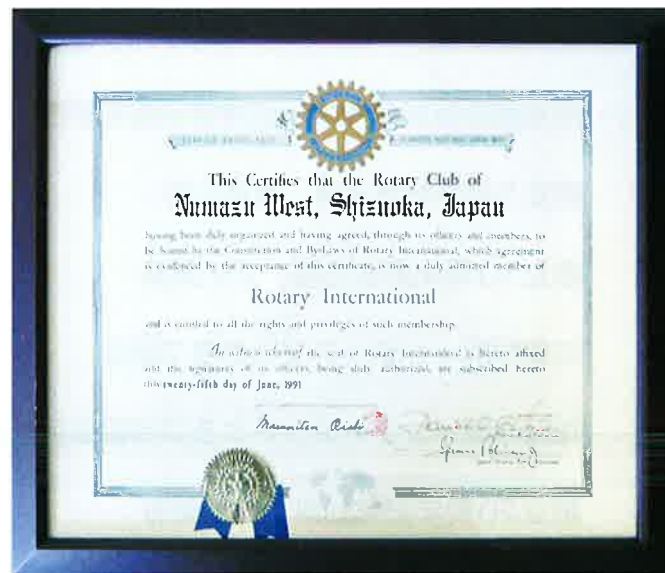 This Certifies that the Rotary Club of
Numazu West, Shizuoka, Japan
having been duly organized and having agreed, through its officers and members, to
be bound by the Constitution and By-Laws of Rotary International, which agreement
is evidenced by the acceptance of this certificate, is now a duly admitted member of
Rotary International
and is entitled to all the rights and privileges of such membership.
In witness whereof the seal of Rotary International is hereto affixed
and the signatures of its officers, being duly authorized, are subscribed hereto
this twenty-fifth day of June, 1991